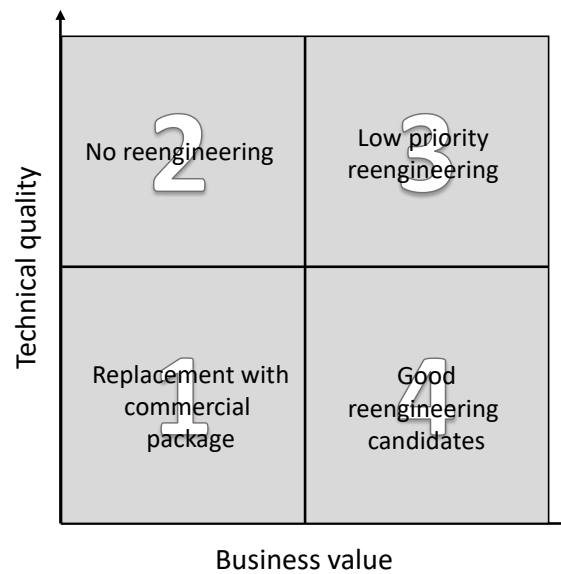 Technical quality
2
No reengineering
3
Low priority
reengineering
1
Replacement with
commercial
package
4
Good
reengineering
candidates
Business value